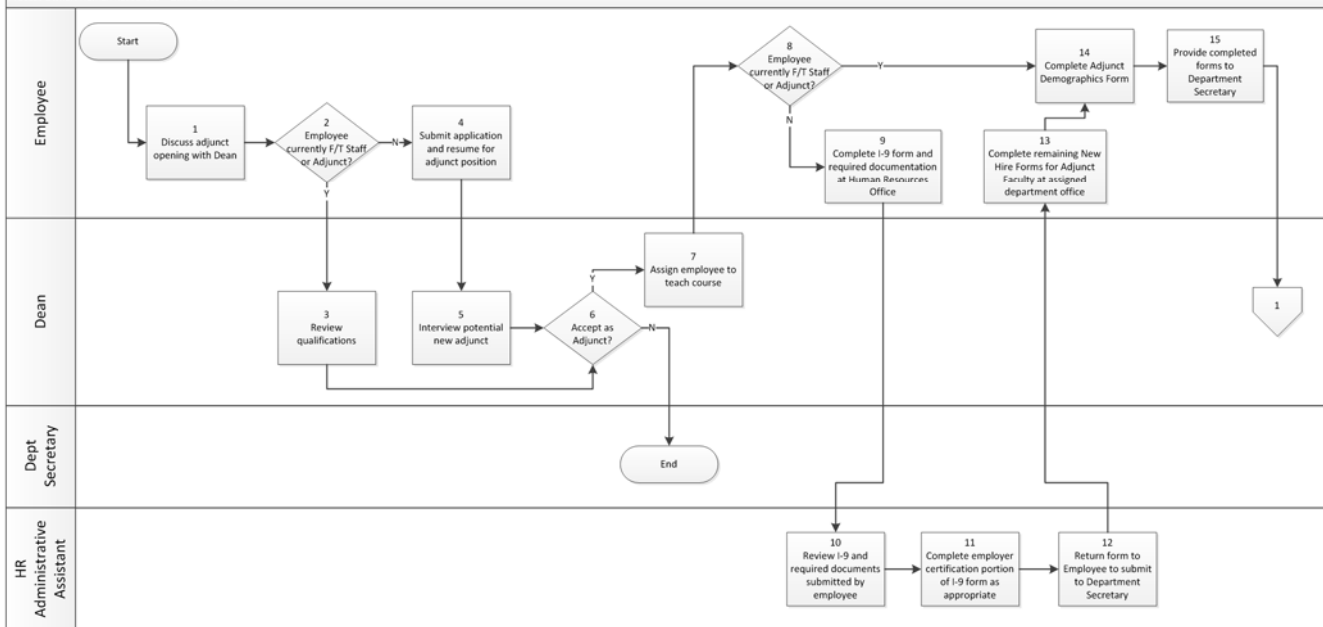 Employee
Start
1
Discuss adjunct
opening with Dean
2
Employee
currently F/T Staff
or Adjunct?
N
Y
4
Submit application
and resume for
adjunct position
8
Employee
currently F/T Staff
or Adjunct?
Y
N
9
Complete I-9 form and
required documentation
at Human Resources
Office
14
Complete Adjunct
Demographics Form
13
Complete remaining New
Hire Forms for Adjunct
Faculty at assigned
department office
15
Provide completed
forms to
Department
Secretary
Dean
3
Review
qualifications
5
Interview potential
new adjunct
6
Accept as
Adjunct?
Y
N
7
Assign employee to
teach course
1
Dept
Secretary
End
HR
Administrative
Assistant
10
Review I-9 and
required documents
submitted by
employee
11
Complete employer
certification portion
of I-9 form as
appropriate
12
Return form to
Employee to submit
to Department
Secretary